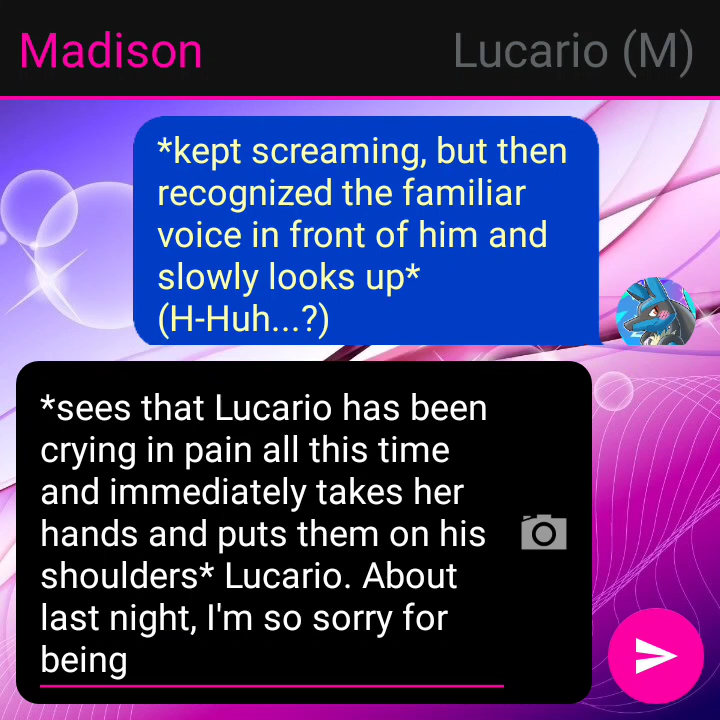 Madison
Lucario (M)
*kept screaming, but then
recognized the familiar
voice in front of him and
slowly looks up*
(H-Huh...?)
*sees that Lucario has been
crying in pain all this time
and immediately takes her
hands and puts them on his
shoulders* Lucario. About
last night, I'm so sorry for
being